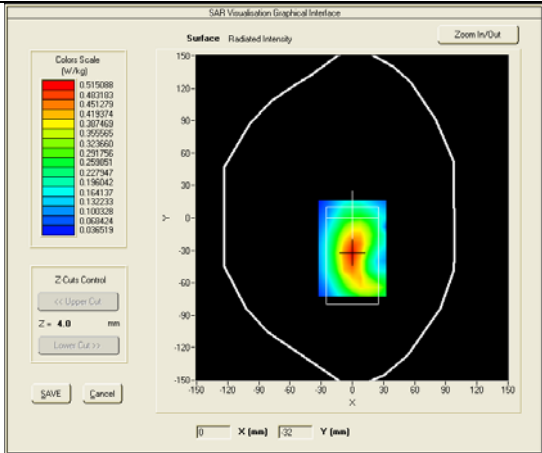 SAR Visualisation Graphical Interface
Surface Radiated Intensity
Zoom In/Out
Colors Scale
(W/kg)
0.515088
0.483183
0.451279
0.419374
0.387469
0.355565
0.323660
0.291756
0.259851
0.227947
0.196042
0.164137
0.132233
0.100328
0.068424
0.036519
Z-Cuts Control
<< Upper Cut
Z = 4.0 mm
Lower Cut >>
SAVE Cancel
150
120
90
60
30
0
-30
-60
-90
-120
-150
Y
-150 -120 -90 -60 -30 0 30 60 90 120 150
X
0 X (mm) -32 Y (mm)